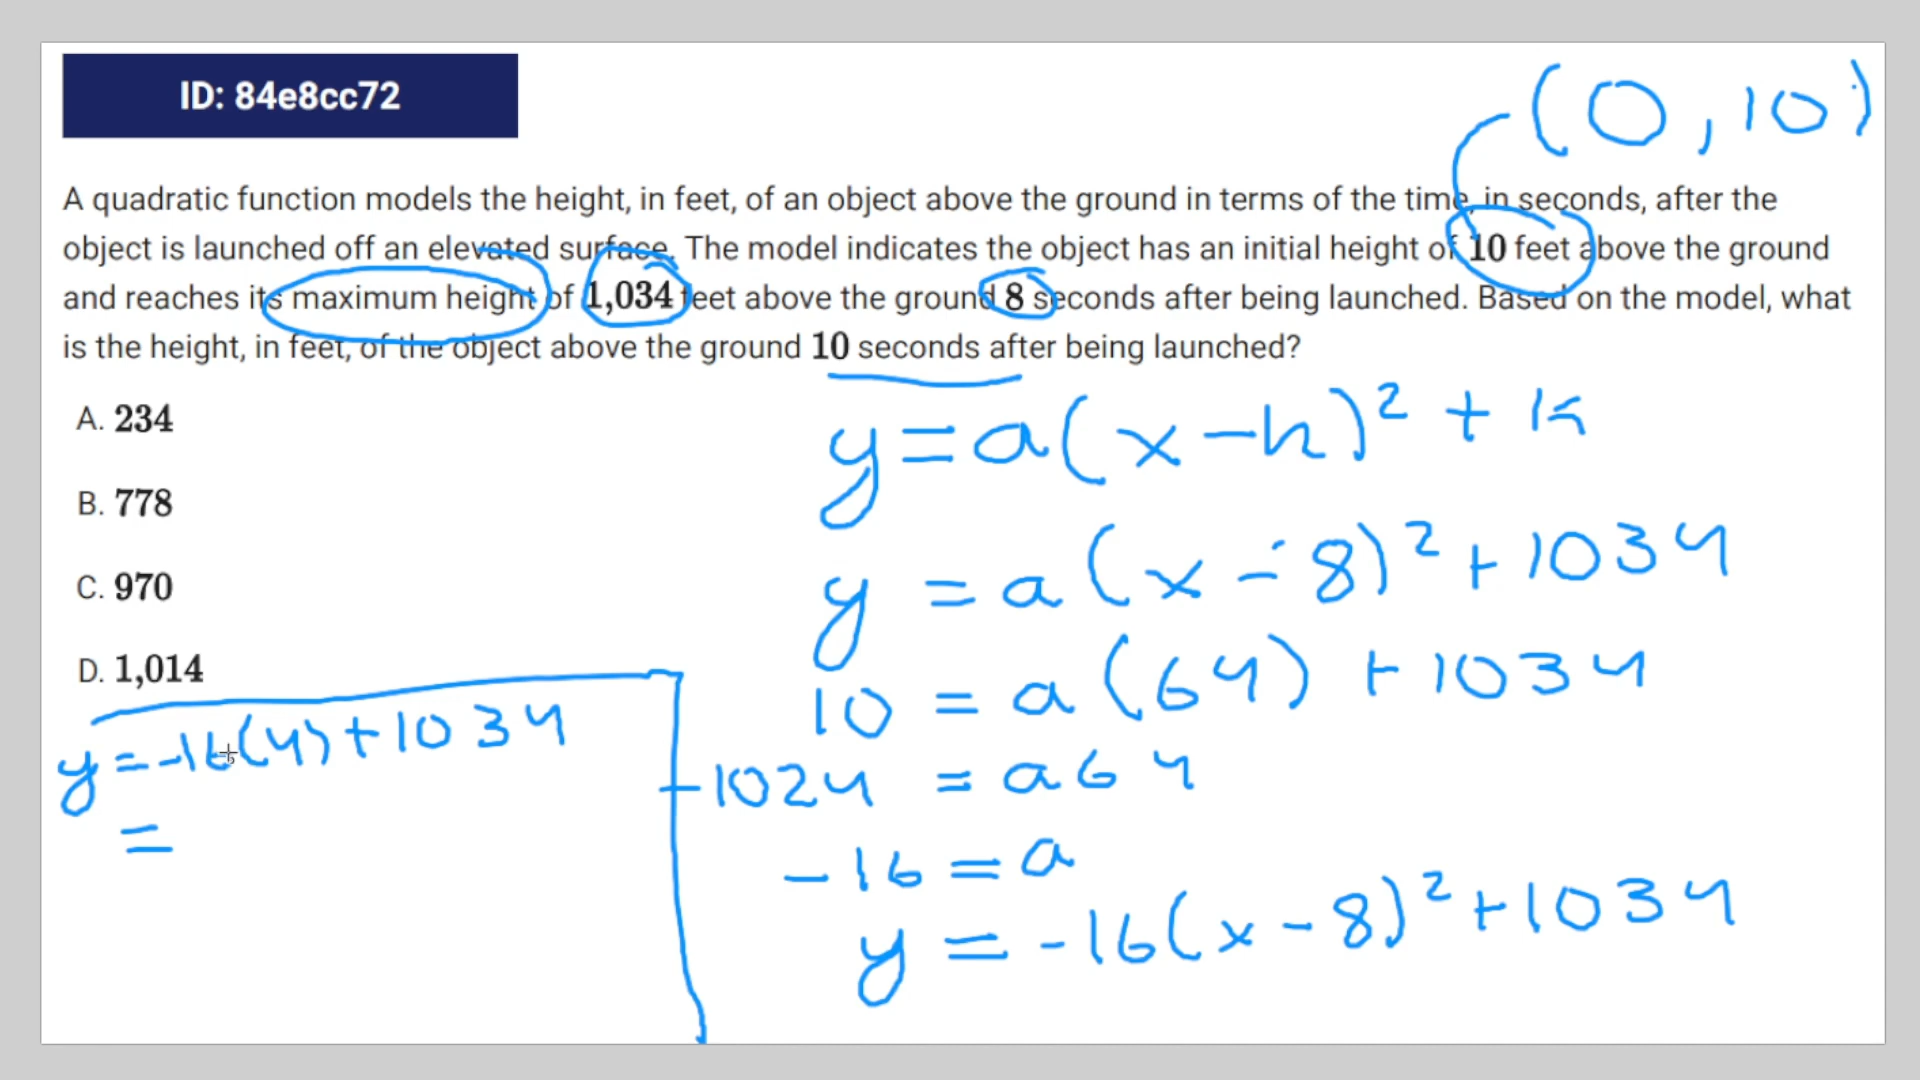 ID: 84e8cc72
(0,10)
A quadratic function models the height, in feet, of an object above the ground in terms of the time, in seconds, after the
object is launched off an elevated surface. The model indicates the object has an initial height of 10 feet above the ground
and reaches its maximum height of 1,034 feet above the ground 8 seconds after being launched. Based on the model, what
is the height, in feet, of the object above the ground 10 seconds after being launched?
A. 234
B. 778
C. 970
D. 1,014
y=a(x-h)²+k
y=a(x-8)²+1034
10=a(64)+1034
-1024=a64
-16=a
y=-16(x-8)²+1034
y=-16(4)+1034
=